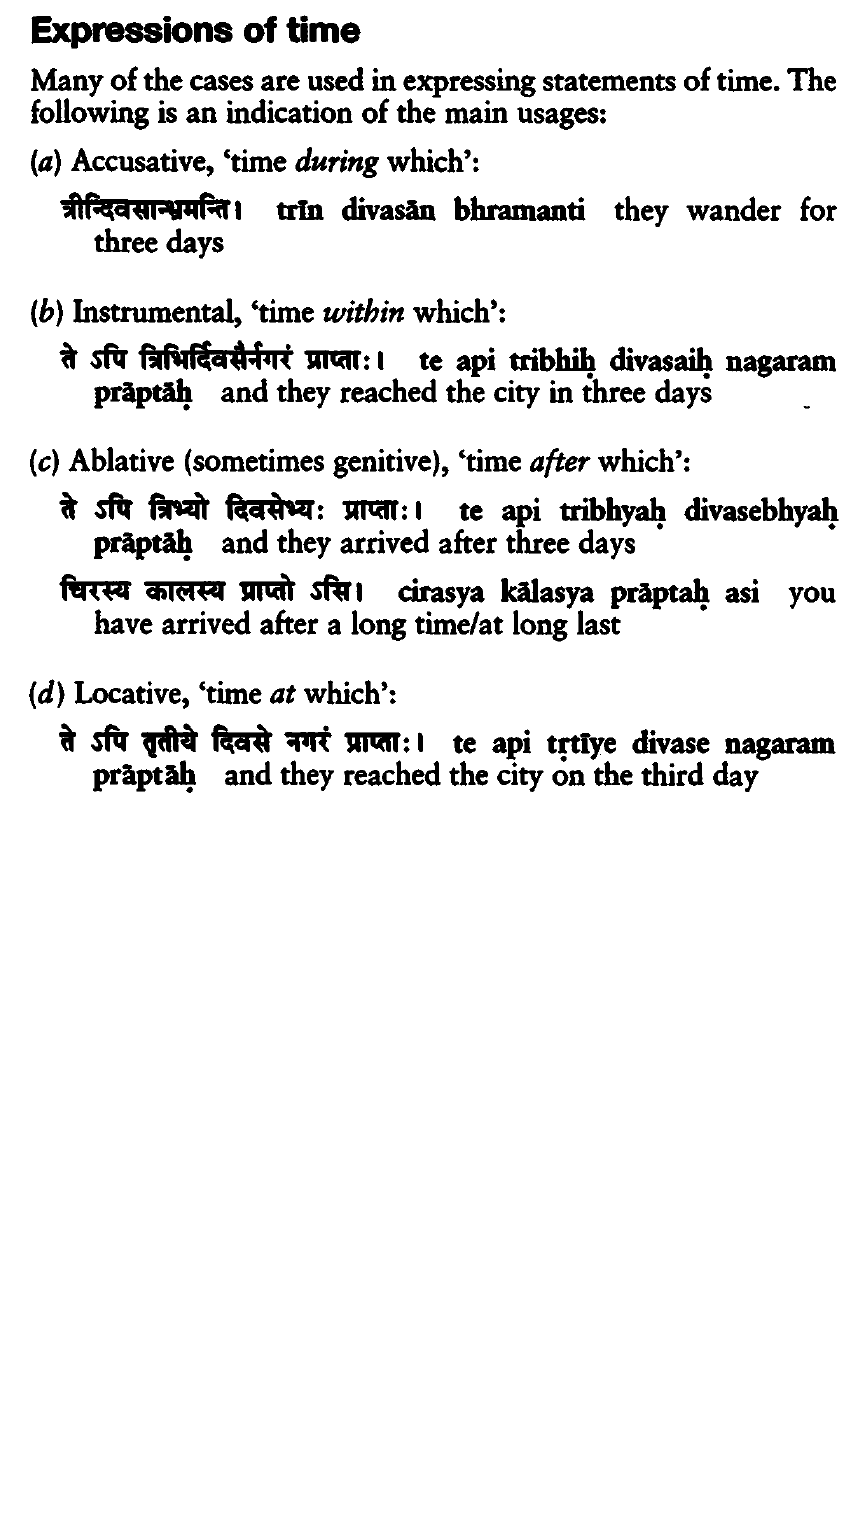 Expressions of time
Many of the cases are used in expressing statements of time. The
following is an indication of the main usages:
(a) Accusative, ‘time during which’:
त्रीन्दिवसान्भ्रमन्ति। trīn divasān bhramanti they wander for
three days
(b) Instrumental, ‘time within which’:
ते ऽपि त्रिभिर्दिवसैर्नगरं प्राप्ताः। te api tribhiḥ divasaiḥ nagaram
prāptāḥ and they reached the city in three days
(c) Ablative (sometimes genitive), ‘time after which’:
ते ऽपि त्रिभ्यो दिवसेभ्यः प्राप्ताः। te api tribhyaḥ divasebhyaḥ
prāptāḥ and they arrived after three days
चिरस्य कालस्य प्राप्तो ऽसि। cirasya kālasya prāptaḥ asi you
have arrived after a long time/at long last
(d) Locative, ‘time at which’:
ते ऽपि तृतीये दिवसे नगरं प्राप्ताः। te api tṛtīye divase nagaram
prāptāḥ and they reached the city on the third day